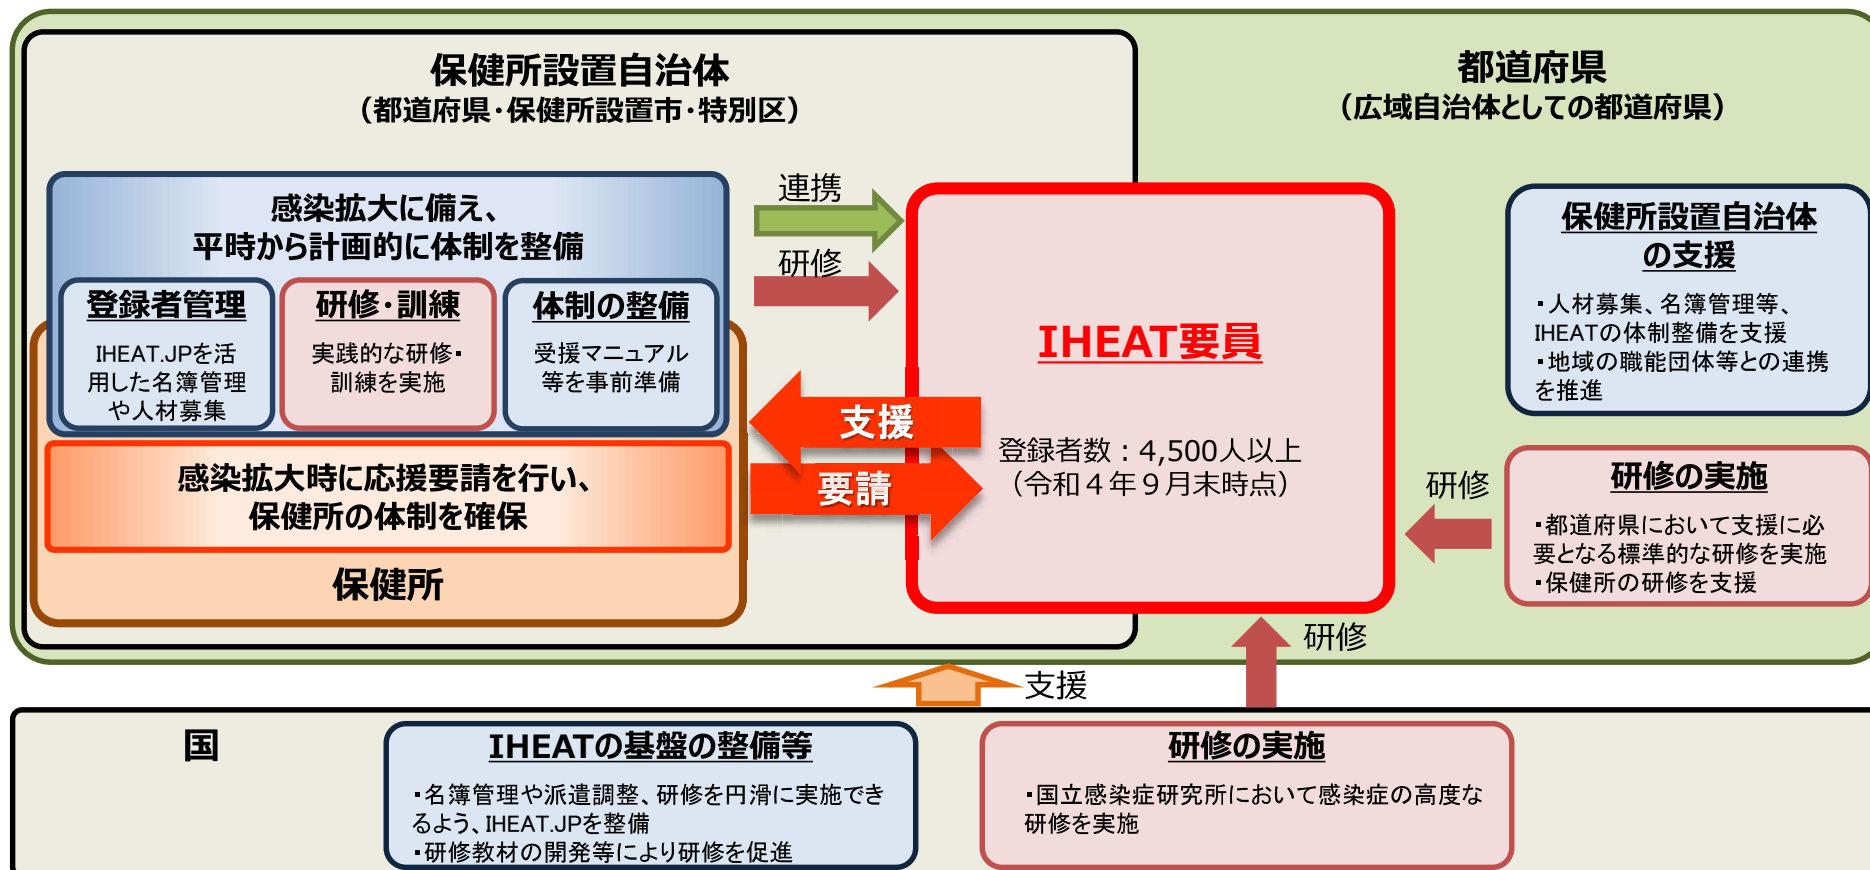 保健所設置自治体
（都道府県・保健所設置市・特別区）
都道府県
（広域自治体としての都道府県）
感染拡大に備え、
平時から計画的に体制を整備
登録者管理
IHEAT.JPを活
用した名簿管理
や人材募集
研修・訓練
実践的な研修・
訓練を実施
体制の整備
受援マニュアル
等を事前準備
感染拡大時に応援要請を行い、
保健所の体制を確保
保健所
連携
研修
支援
要請
IHEAT要員
登録者数：4,500人以上
（令和４年９月末時点）
保健所設置自治体
の支援
・人材募集、名簿管理等、
IHEATの体制整備を支援
・地域の職能団体等との連携
を推進
研修
研修の実施
・都道府県において支援に必
要となる標準的な研修を実施
・保健所の研修を支援
支援
研修
国
IHEATの基盤の整備等
・名簿管理や派遣調整、研修を円滑に実施でき
るよう、IHEAT.JPを整備
・研修教材の開発等により研修を促進
研修の実施
・国立感染症研究所において感染症の高度な
研修を実施